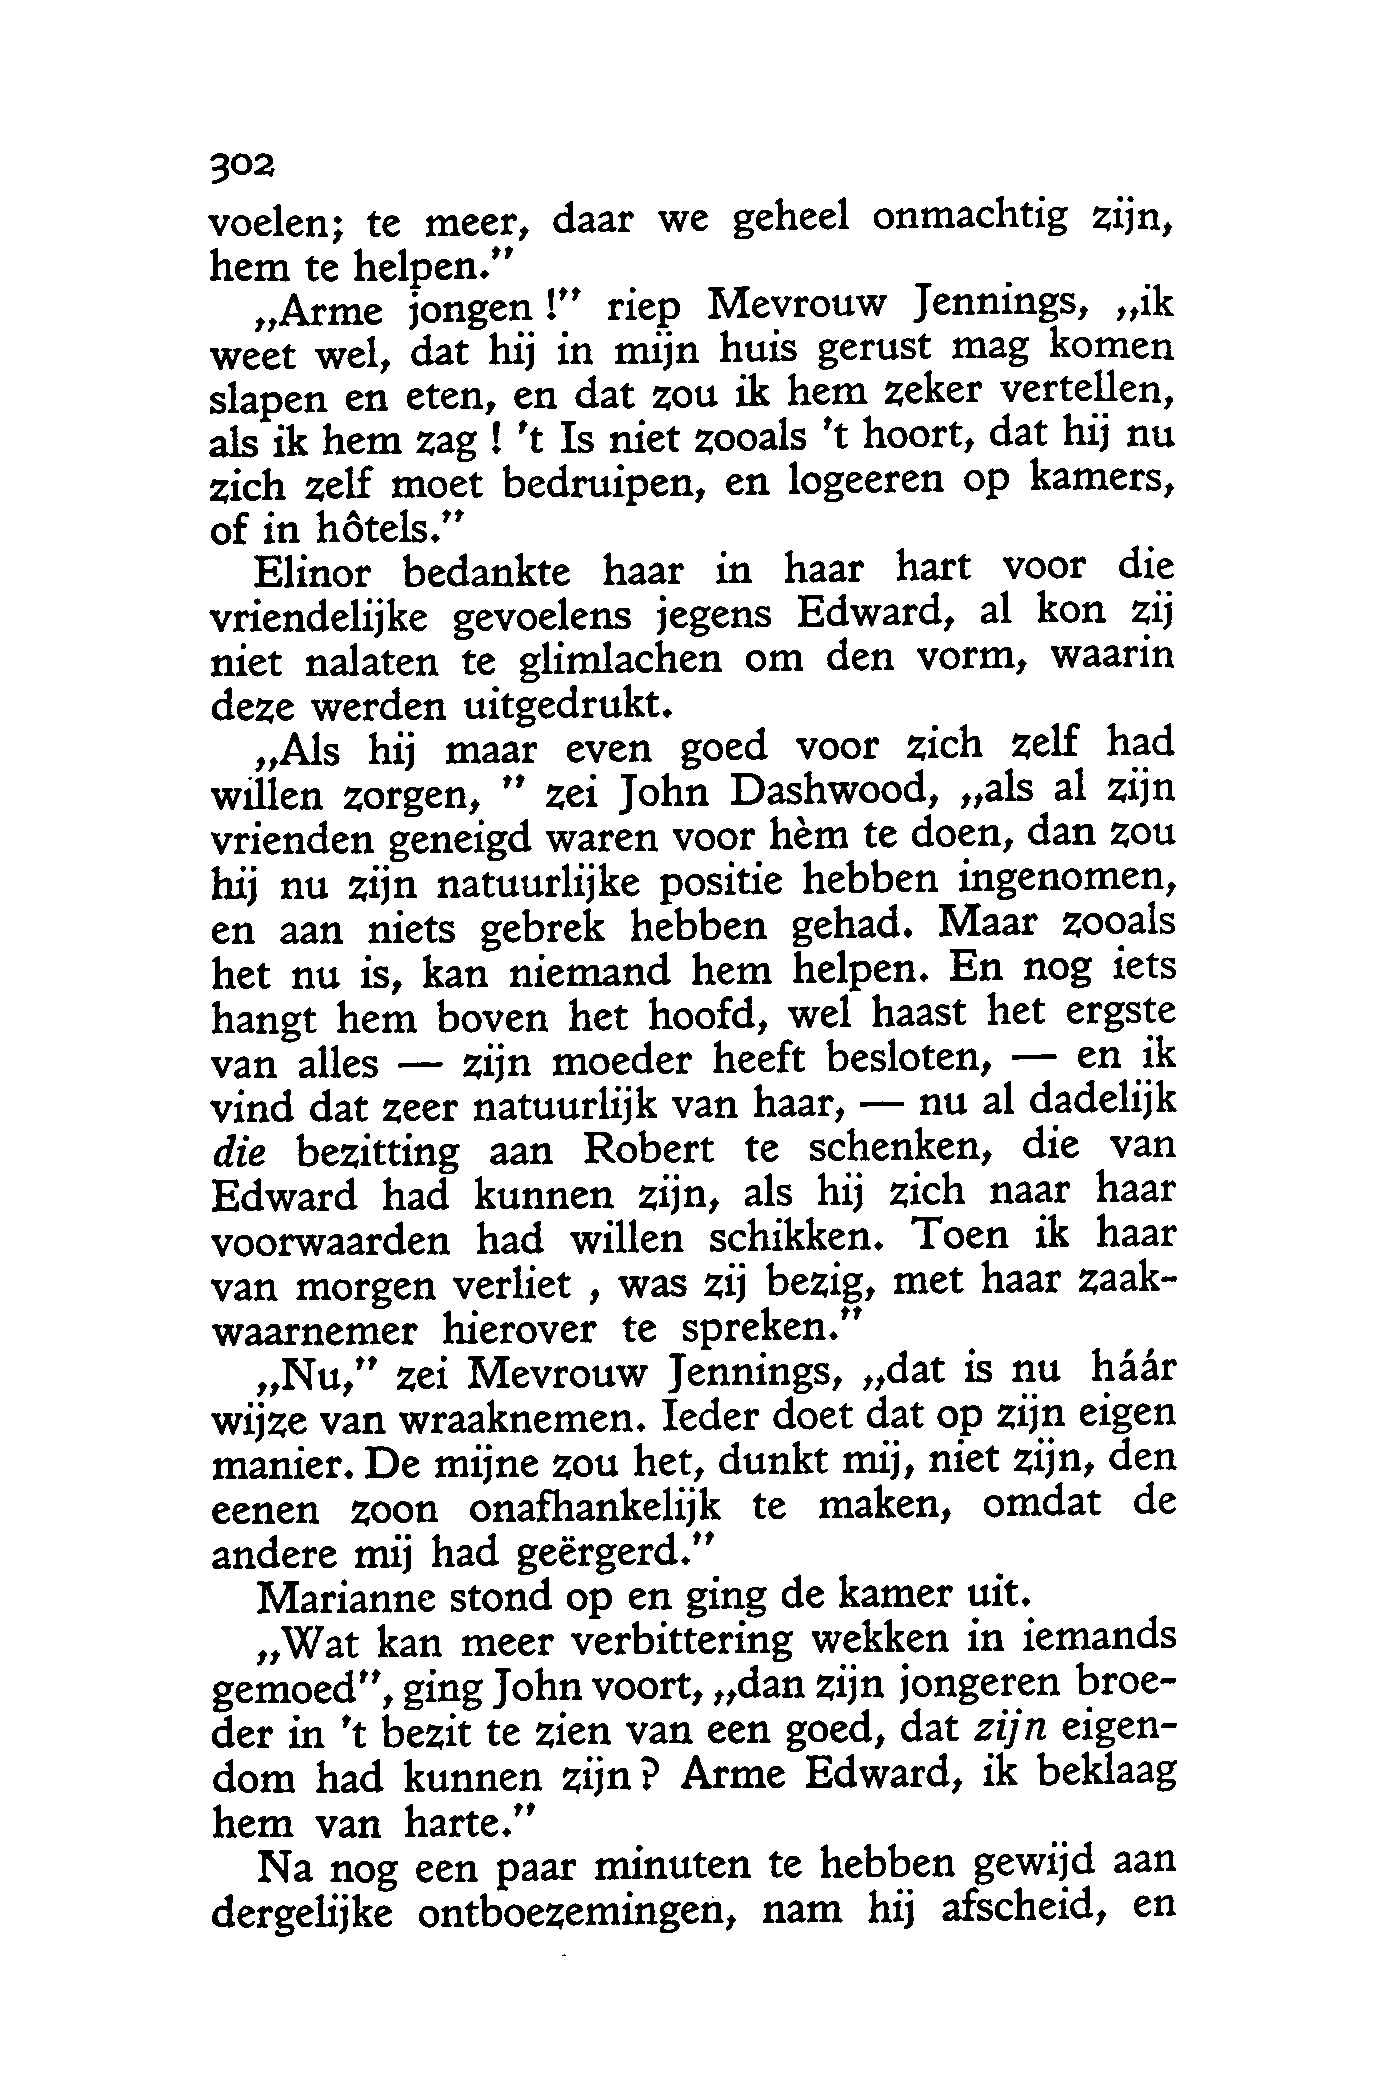 302
voelen; te meer, daar we geheel onmachtig zijn,
hem te helpen.”
„Arme jongen !” riep Mevrouw Jennings, „ik
weet wel, dat hij in mijn huis gerust mag komen
slapen en eten, en dat zou ik hem zeker vertellen,
als ik hem zag ! 't Is niet zooals 't hoort, dat hij nu
zich zelf moet bedruipen, en logeeren op kamers,
of in hôtels.”
Elinor bedankte haar in haar hart voor die
vriendelijke gevoelens jegens Edward, al kon zij
niet nalaten te glimlachen om den vorm, waarin
deze werden uitgedrukt.
„Als hij maar even goed voor zich zelf had
willen zorgen, ” zei John Dashwood, „als al zijn
vrienden geneigd waren voor hèm te doen, dan zou
hij nu zijn natuurlijke positie hebben ingenomen,
en aan niets gebrek hebben gehad. Maar zooals
het nu is, kan niemand hem helpen. En nog iets
hangt hem boven het hoofd, wel haast het ergste
van alles — zijn moeder heeft besloten, — en ik
vind dat zeer natuurlijk van haar, — nu al dadelijk
die bezitting aan Robert te schenken, die van
Edward had kunnen zijn, als hij zich naar haar
voorwaarden had willen schikken. Toen ik haar
van morgen verliet , was zij bezig, met haar zaak-
waarnemer hierover te spreken.”
„Nu,” zei Mevrouw Jennings, „dat is nu háár
wijze van wraaknemen. Ieder doet dat op zijn eigen
manier. De mijne zou het, dunkt mij, niet zijn, den
eenen zoon onafhankelijk te maken, omdat de
andere mij had geërgerd.”
Marianne stond op en ging de kamer uit.
„Wat kan meer verbittering wekken in iemands
gemoed”, ging John voort, „dan zijn jongeren broe-
der in 't bezit te zien van een goed, dat zijn eigen-
dom had kunnen zijn? Arme Edward, ik beklaag
hem van harte.”
Na nog een paar minuten te hebben gewijd aan
dergelijke ontboezemingen, nam hij afscheid, en